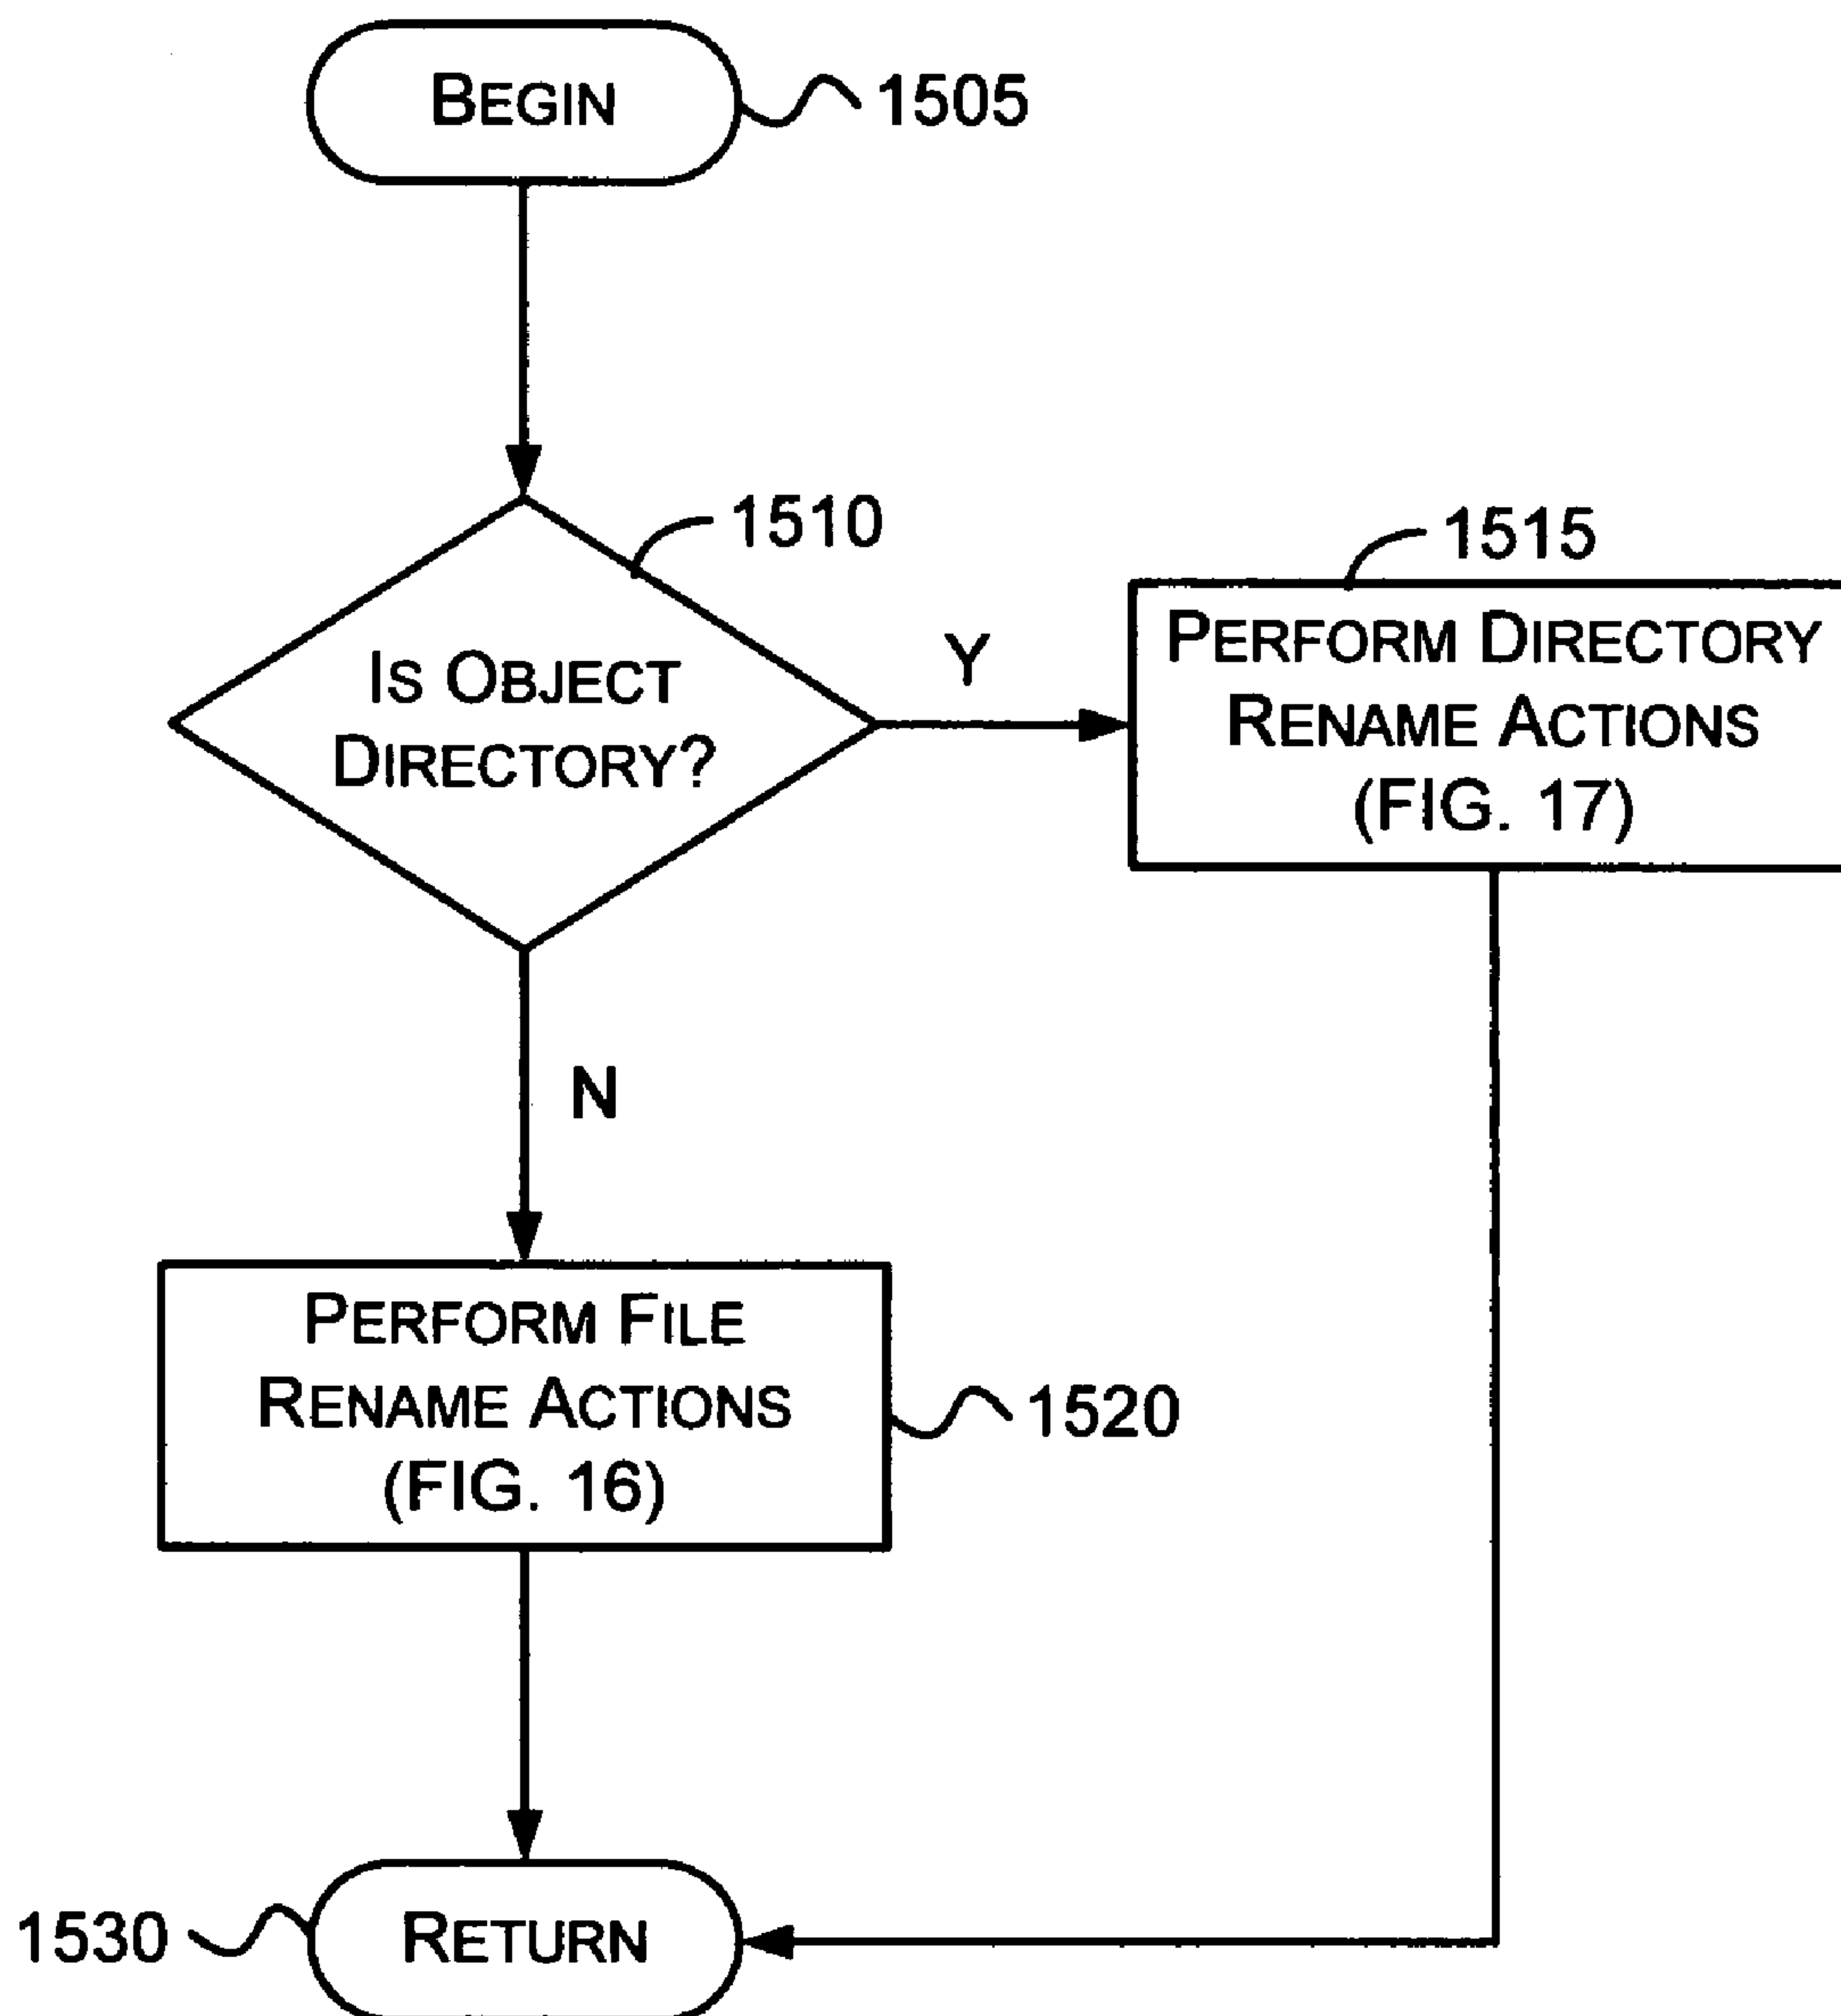 BEGIN
1505
1510
IS OBJECT
DIRECTORY?
Y
1515
PERFORM DIRECTORY
RENAME ACTIONS
(FIG. 17)
N
PERFORM FILE
RENAME ACTIONS
(FIG. 16)
1520
1530
RETURN